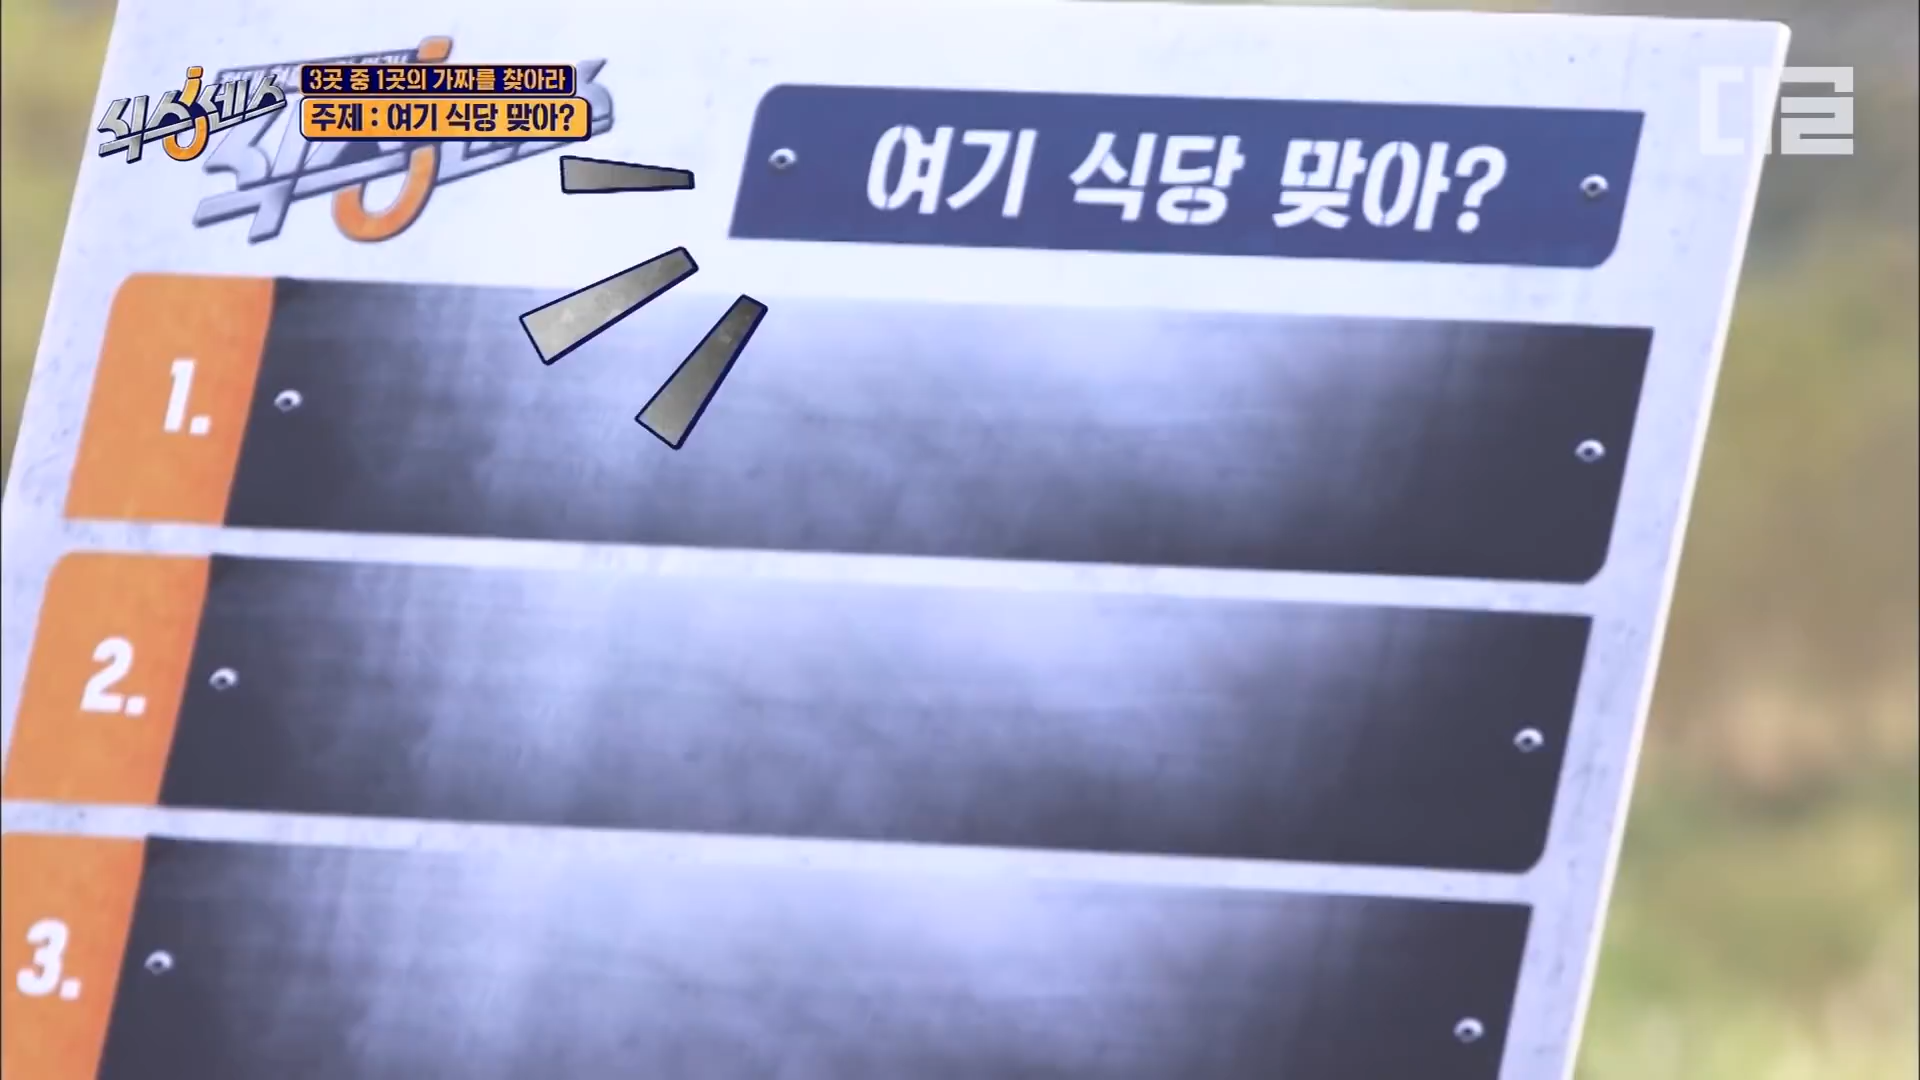 식스센스
3곳 중 1곳의 가짜를 찾아라
주제 : 여기 식당 맞아?
디글
여기 식당 맞아?
1.
2.
3.